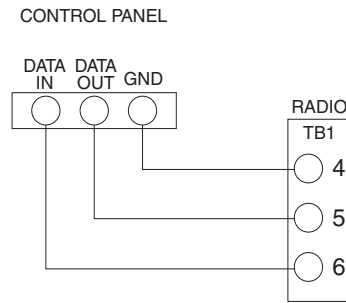 CONTROL PANEL
DATA IN
DATA OUT
GND
RADIO
TB1
4
5
6